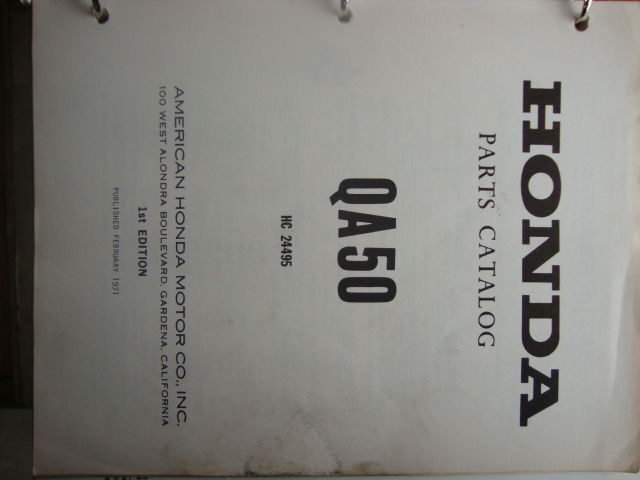 HONDA
PARTS CATALOG
QA50
HC 24495
AMERICAN HONDA MOTOR CO., INC.
100 WEST ALONDRA BOULEVARD, GARDENA, CALIFORNIA
1st EDITION
PUBLISHED FEBRUARY 1971